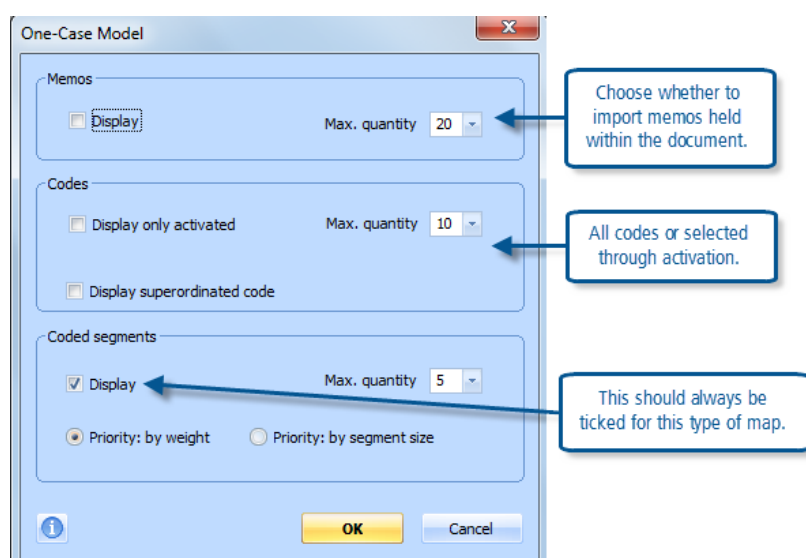 One-Case Model
Memos
Display
Max. quantity 20
Choose whether to
import memos held
within the document.
Codes
Display only activated
Max. quantity 10
All codes or selected
through activation.
Display superordinated code
Coded segments
Display
Max. quantity 5
This should always be
ticked for this type of map.
Priority: by weight
Priority: by segment size
OK
Cancel